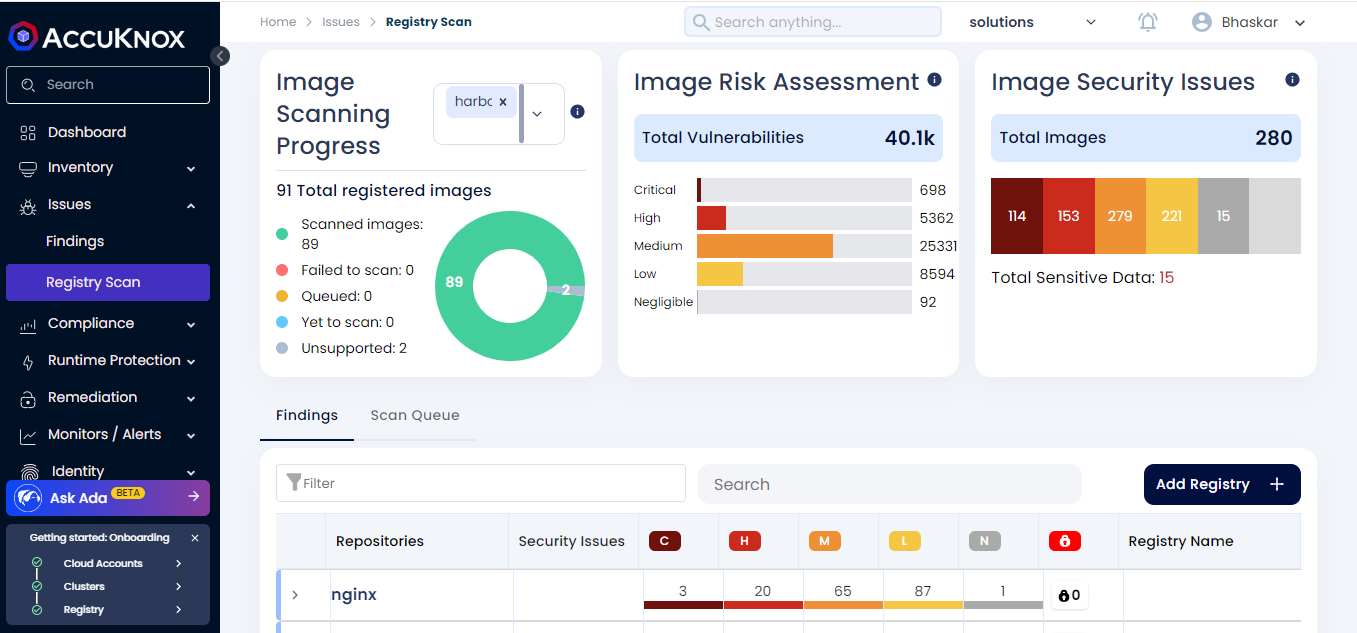 ACCUKNOX
Search
Dashboard
Inventory
Issues
Findings
Registry Scan
Compliance
Runtime Protection
Remediation
Monitors / Alerts
Identity
Ask Ada BETA
Getting started: Onboarding ×
Cloud Accounts
Clusters
Registry
Home > Issues > Registry Scan
Search anything...
solutions
Bhaskar
Image
Scanning
Progress
harbo x
91 Total registered images
Scanned images:
89
Failed to scan: 0
Queued: 0
Yet to scan: 0
Unsupported: 2
89
2
Image Risk Assessment
Total Vulnerabilities 40.1k
Critical 698
High 5362
Medium 25331
Low 8594
Negligible 92
Image Security Issues
Total Images 280
114 153 279 221 15
Total Sensitive Data: 15
Findings Scan Queue
Filter
Search
Add Registry +
Repositories Security Issues C H M L N Registry Name
nginx 3 20 65 87 1 0